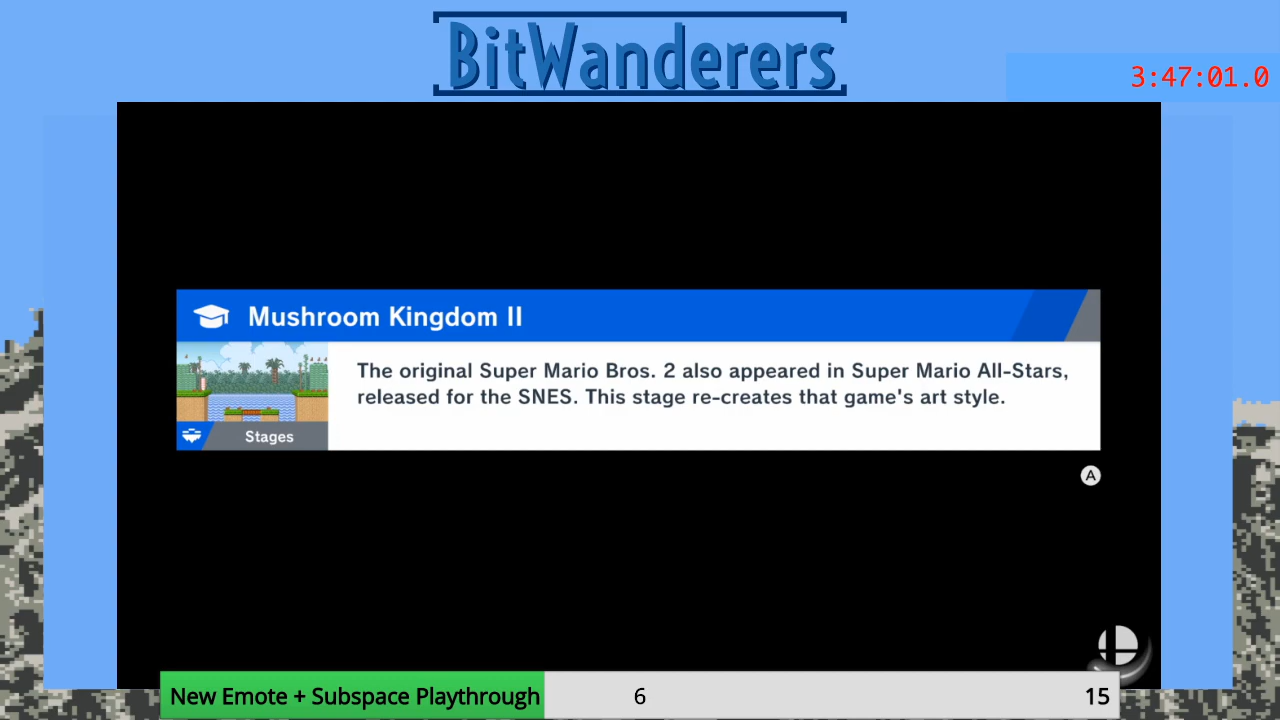 BitWanderers
3:47:01.0
Mushroom Kingdom II
The original Super Mario Bros. 2 also appeared in Super Mario All-Stars,
released for the SNES. This stage re-creates that game's art style.
Stages
A
New Emote + Subspace Playthrough
6
15